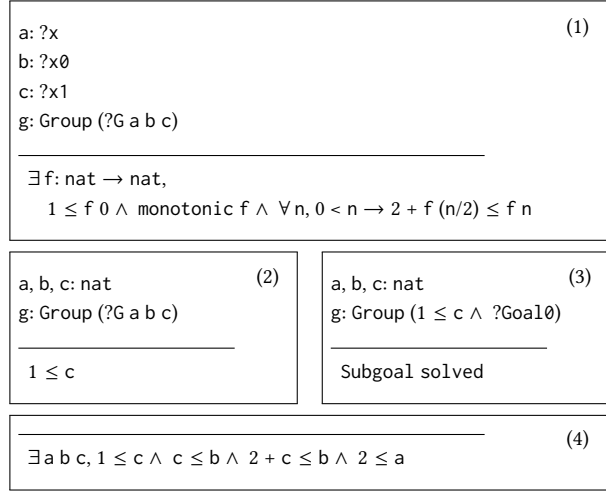 (1)
a: ?x
b: ?x0
c: ?x1
g: Group (?G a b c)
∃ f: nat → nat,
1 ≤ f 0 ∧ monotonic f ∧ ∀ n, 0 < n → 2 + f (n/2) ≤ f n
(2)
a, b, c: nat
g: Group (?G a b c)
1 ≤ c
(3)
a, b, c: nat
g: Group (1 ≤ c ∧ ?Goal0)
Subgoal solved
(4)
∃ a b c, 1 ≤ c ∧ c ≤ b ∧ 2 + c ≤ b ∧ 2 ≤ a